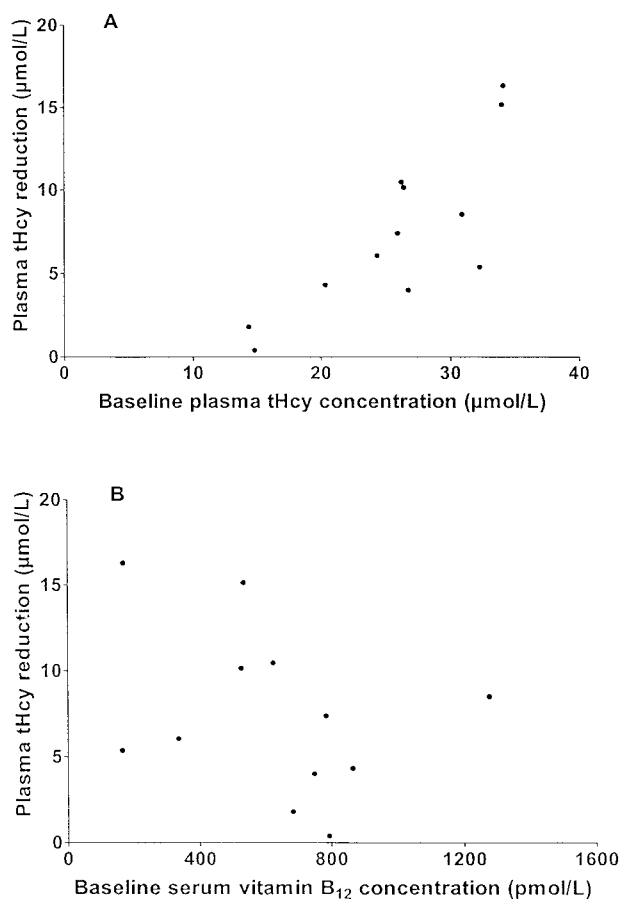 A
Plasma tHcy reduction (µmol/L)
20
15
10
5
0
0 10 20 30 40
Baseline plasma tHcy concentration (µmol/L)
B
Plasma tHcy reduction (µmol/L)
20
15
10
5
0
0 400 800 1200 1600
Baseline serum vitamin B₁₂ concentration (pmol/L)